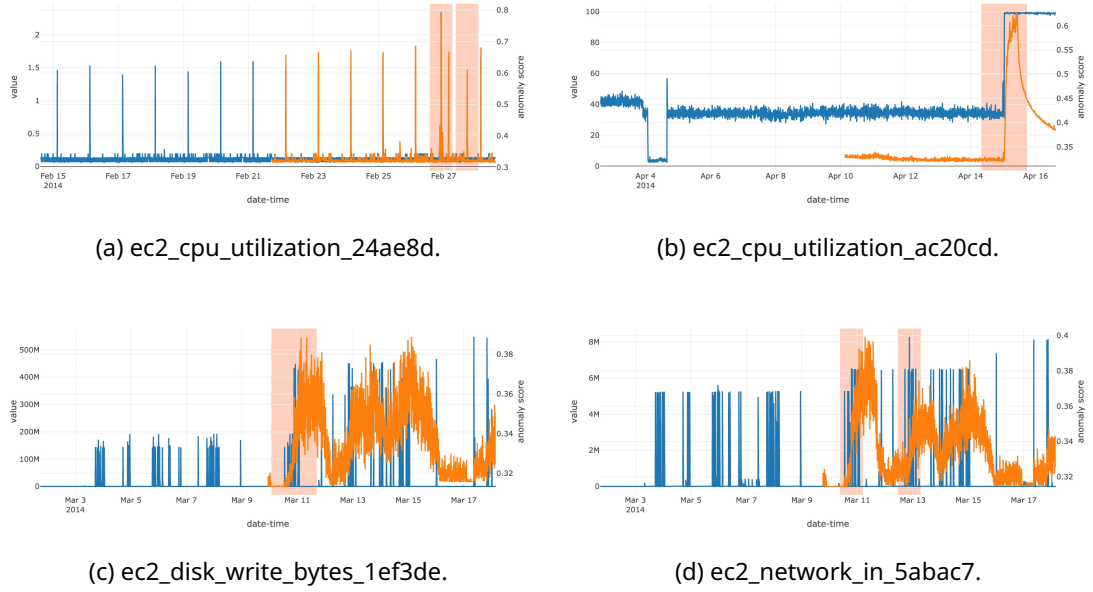 2
1.5
1
0.5
0
value
0.8
0.7
0.6
0.5
0.4
0.3
anomaly score
Feb 15 Feb 17 Feb 19 Feb 21 Feb 23 Feb 25 Feb 27
2014
date-time
(a) ec2_cpu_utilization_24ae8d.
100
80
60
40
20
0
value
0.6
0.55
0.5
0.45
0.4
0.35
anomaly score
Apr 4 Apr 6 Apr 8 Apr 10 Apr 12 Apr 14 Apr 16
2014
date-time
(b) ec2_cpu_utilization_ac20cd.
500M
400M
300M
200M
100M
0
value
0.38
0.36
0.34
0.32
anomaly score
Mar 3 Mar 5 Mar 7 Mar 9 Mar 11 Mar 13 Mar 15 Mar 17
2014
date-time
(c) ec2_disk_write_bytes_1ef3de.
8M
6M
4M
2M
0
value
0.4
0.38
0.36
0.34
0.32
anomaly score
Mar 3 Mar 5 Mar 7 Mar 9 Mar 11 Mar 13 Mar 15 Mar 17
2014
date-time
(d) ec2_network_in_5abac7.